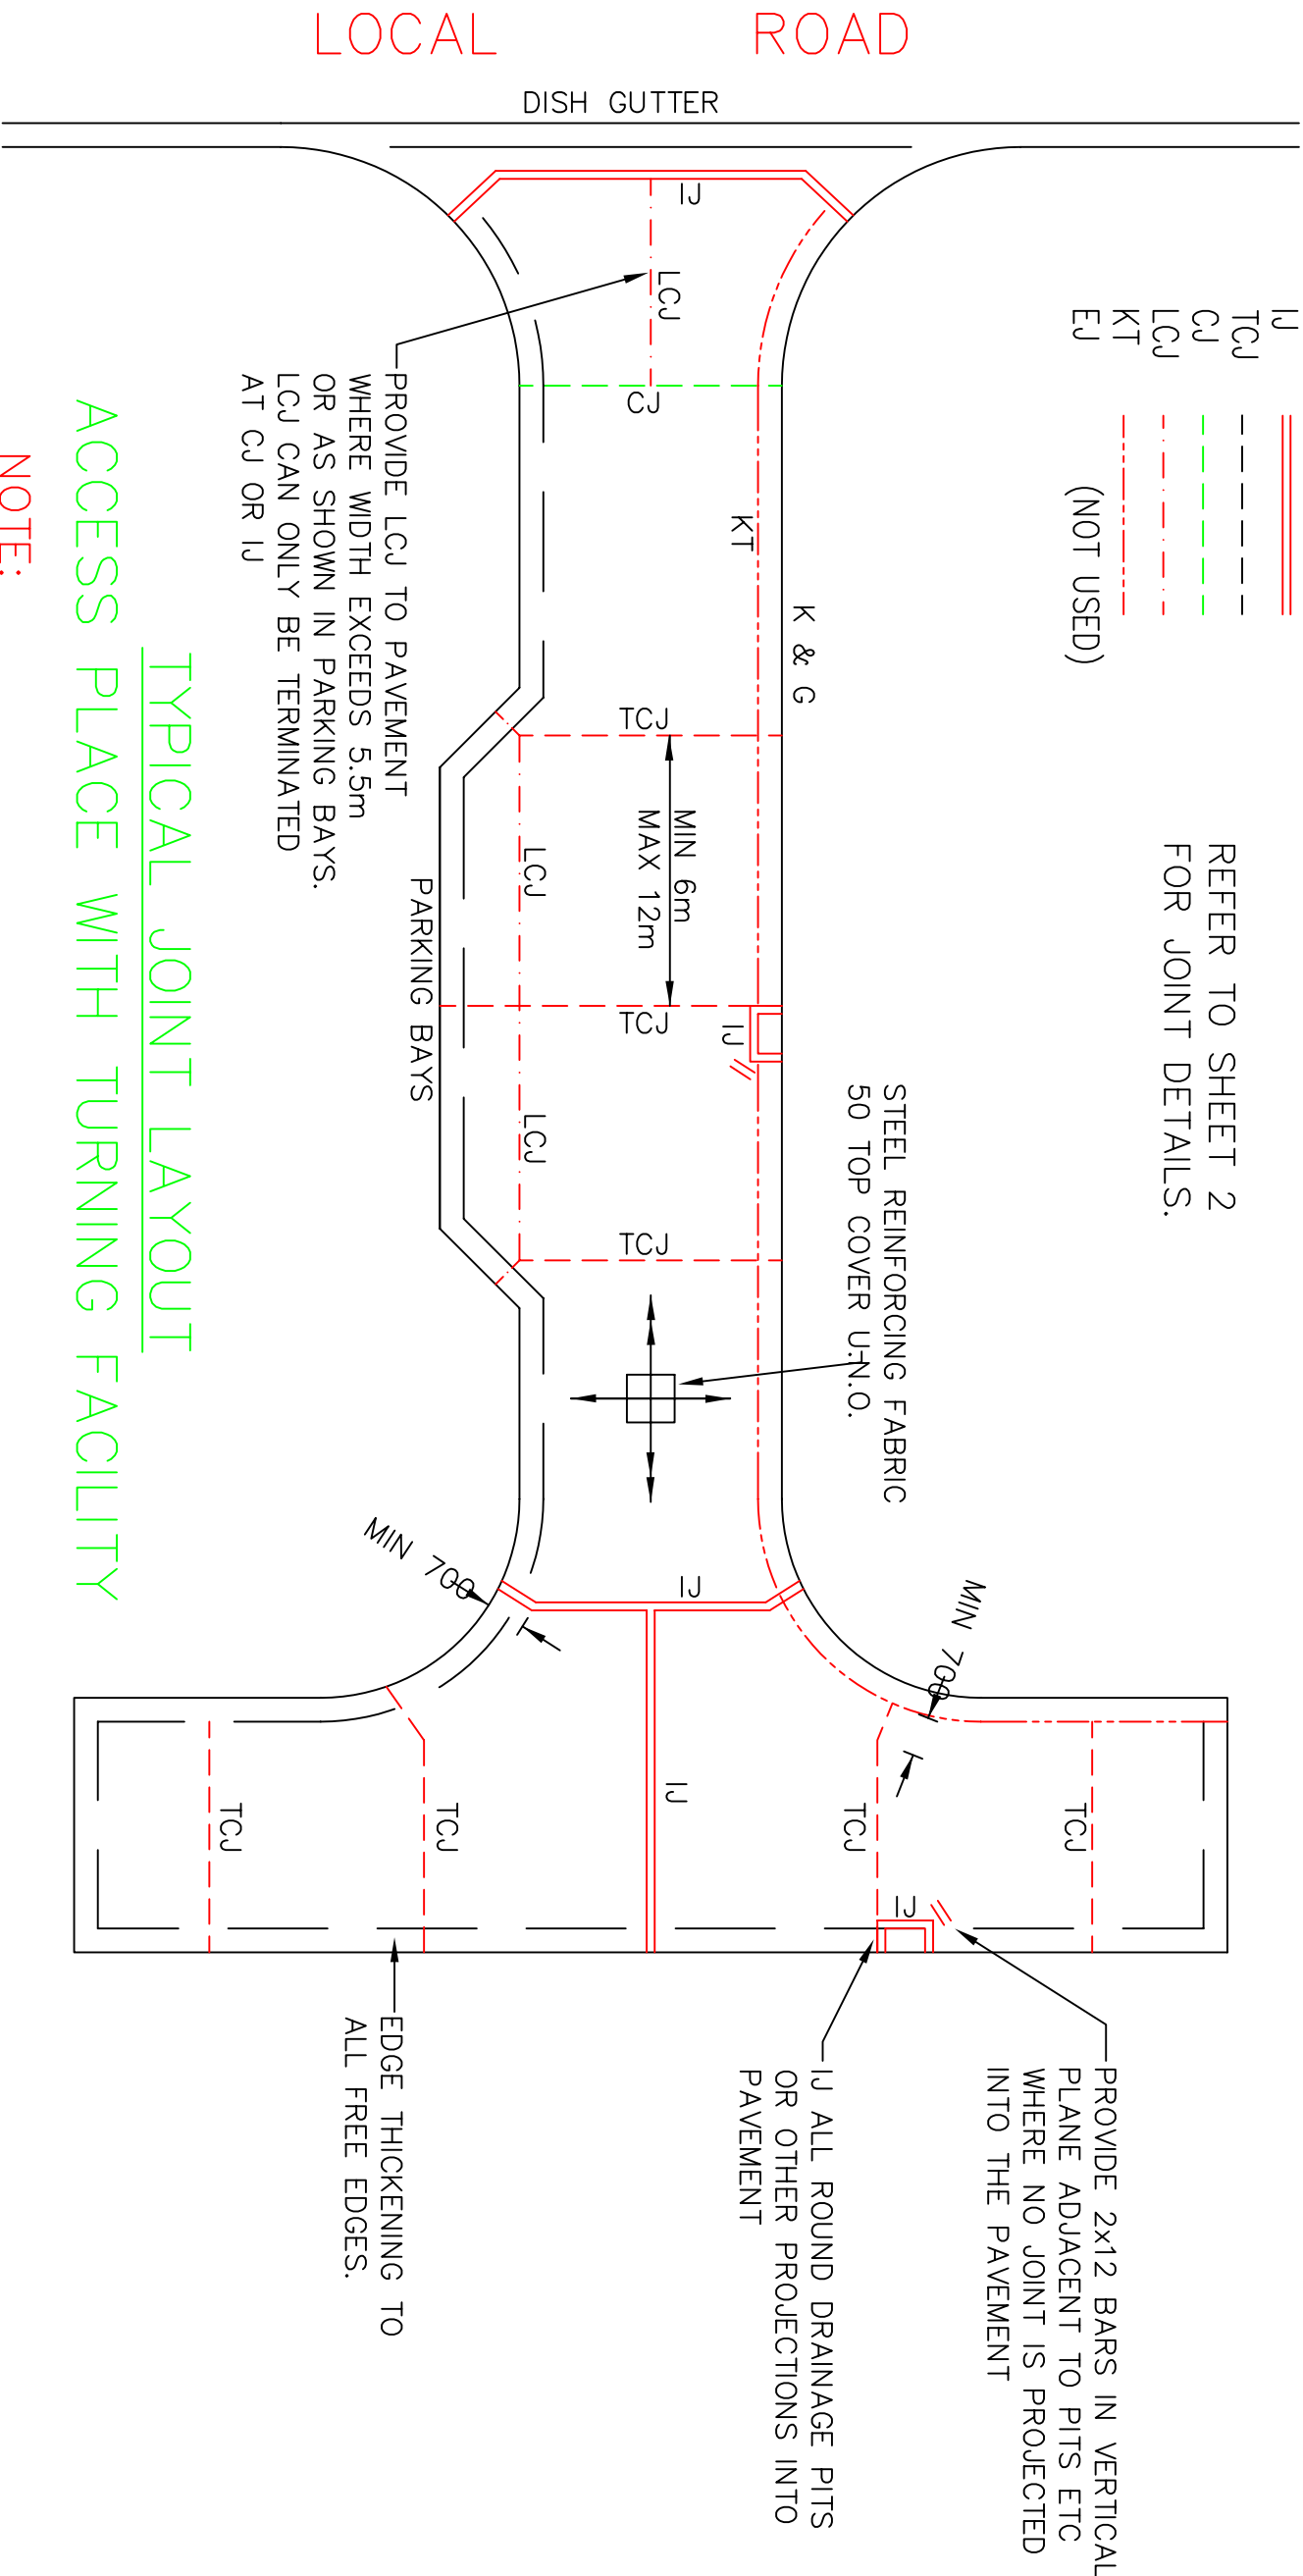 LOCAL ROAD
DISH GUTTER
IJ
TCJ
CJ
LCJ
KT
EJ (NOT USED)
REFER TO SHEET 2
FOR JOINT DETAILS.
IJ
LCJ
CJ
KT
K & G
TCJ
MIN 6m
MAX 12m
LCJ
TCJ
IJ
LCJ
TCJ
PARKING BAYS
STEEL REINFORCING FABRIC
50 TOP COVER U.N.O.
PROVIDE LCJ TO PAVEMENT
WHERE WIDTH EXCEEDS 5.5m
OR AS SHOWN IN PARKING BAYS.
LCJ CAN ONLY BE TERMINATED
AT CJ OR IJ
MIN 700
MIN 700
IJ
IJ
TCJ
TCJ
TCJ
TCJ
IJ
PROVIDE 2x12 BARS IN VERTICAL
PLANE ADJACENT TO PITS ETC
WHERE NO JOINT IS PROJECTED
INTO THE PAVEMENT
IJ ALL ROUND DRAINAGE PITS
OR OTHER PROJECTIONS INTO
PAVEMENT
EDGE THICKENING TO
ALL FREE EDGES.
TYPICAL JOINT LAYOUT
ACCESS PLACE WITH TURNING FACILITY
NOTE: